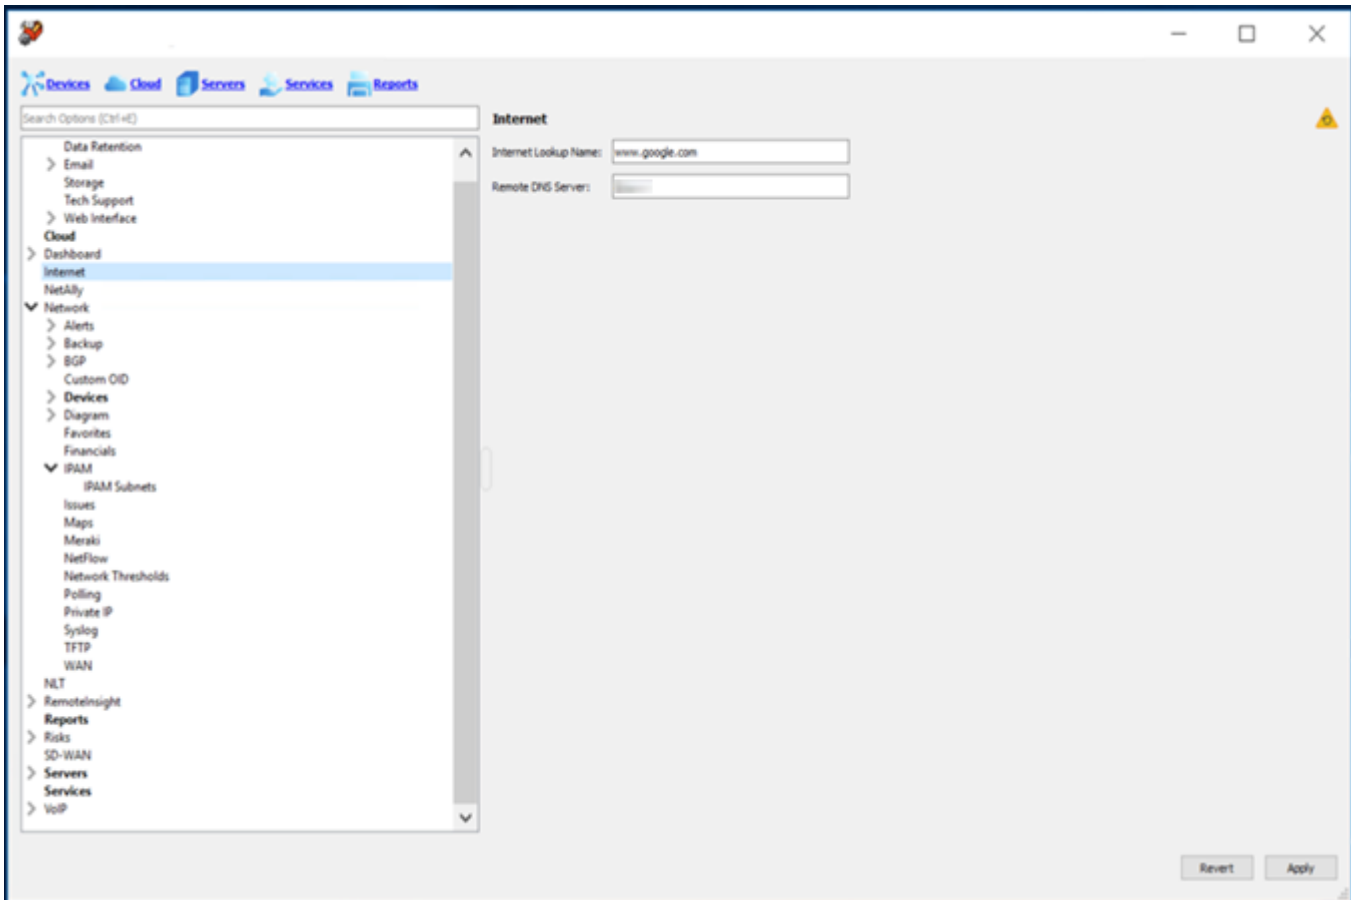 Devices Cloud Servers Services Reports
Search Options (Ctrl+E)
Data Retention
Email
Storage
Tech Support
Web Interface
Cloud
Dashboard
Internet
NetAlly
Network
Alerts
Backup
BGP
Custom OID
Devices
Diagram
Favorites
Financials
IPAM
IPAM Subnets
Issues
Maps
Meraki
NetFlow
Network Thresholds
Polling
Private IP
Syslog
TFTP
WAN
NLT
RemoteInsight
Reports
Risks
SD-WAN
Servers
Services
VoIP
Internet
Internet Lookup Name: www.google.com
Remote DNS Server:
Revert Apply